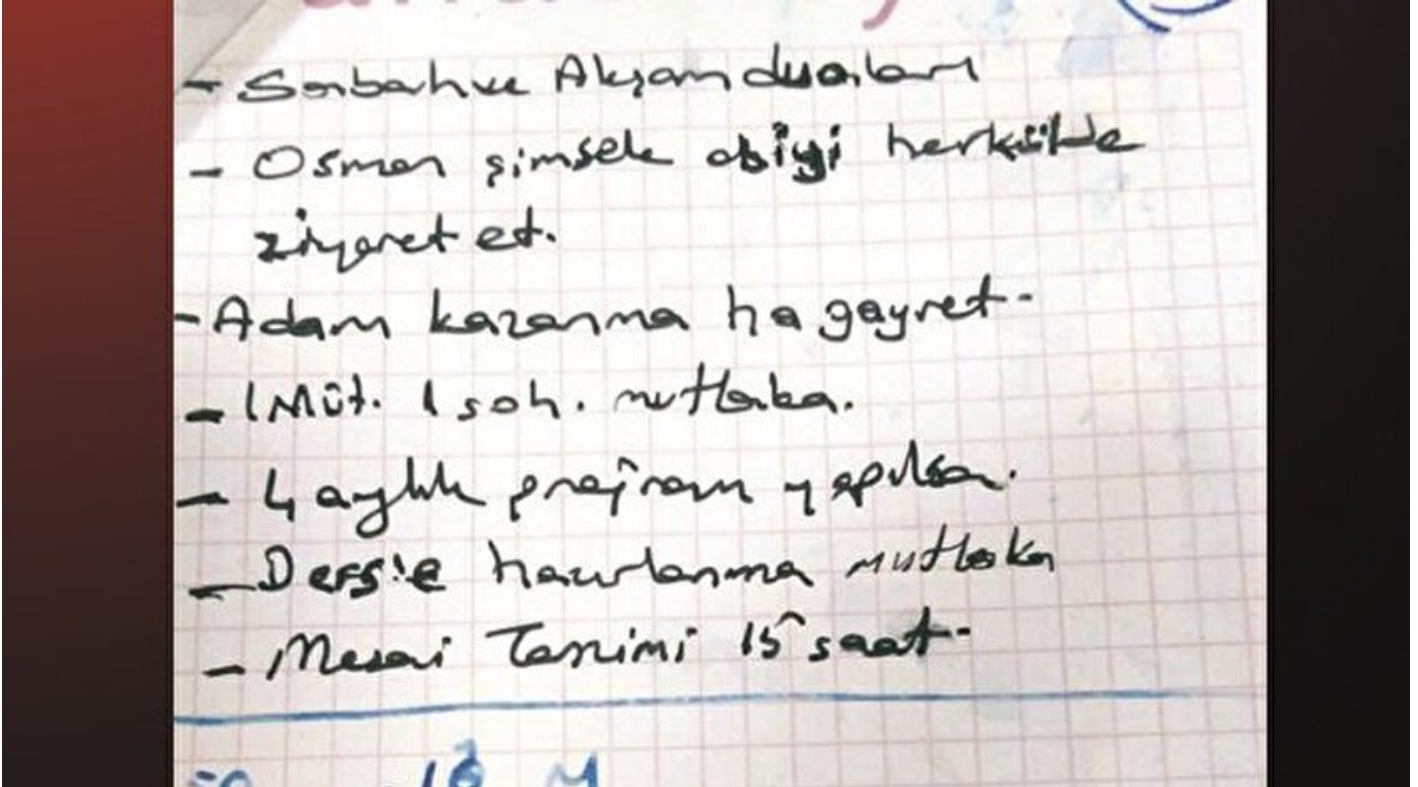 - Sabah ve Akşam duaları
- Osman şimşek abiyi herkülde
ziyaret et.
- Adam kazanma ha gayret.
- 1 Müt. 1 soh. mutlaka.
- 4 aylık program yapılsa.
- Derse hazırlanma mutlaka
- Mesai Tanimi 15 saat.